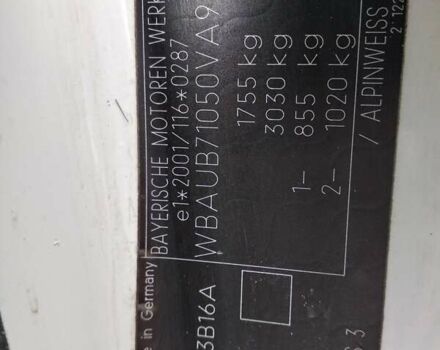 BAYERISCHE MOTOREN WERK
e1*2001/116*0287
WBAUB71050VA9
1755 kg
3030 kg
1- 855 kg
2- 1020 kg
/ ALPINWEISS
in Germany
3B16A